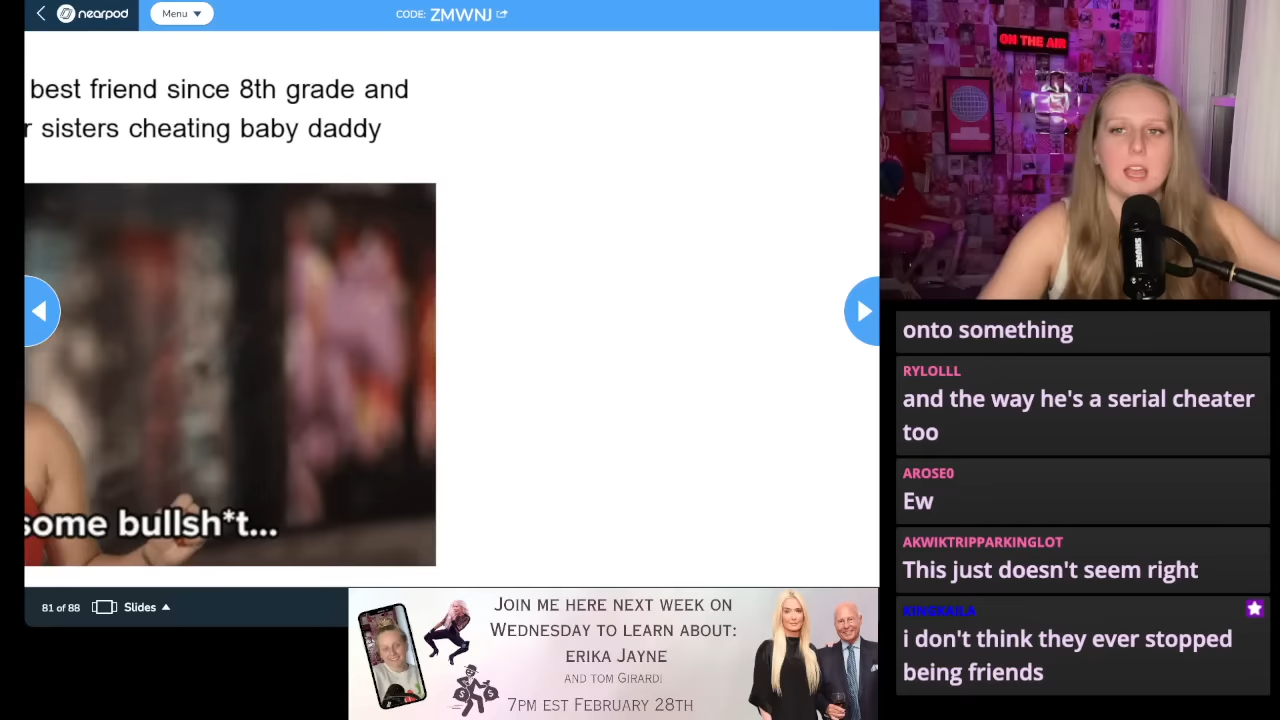 nearpod
Menu
CODE: ZMWNJ
ON THE AIR
best friend since 8th grade and
r sisters cheating baby daddy
some bullsh*t...
SHURE
81 of 88
Slides
JOIN ME HERE NEXT WEEK ON
WEDNESDAY TO LEARN ABOUT:
ERIKA JAYNE
AND TOM GIRARDI
7PM EST FEBRUARY 28TH
onto something
RYLOLLL
and the way he's a serial cheater
too
AROSE0
Ew
AKWIKTRIPPARKINGLOT
This just doesn't seem right
KINGKAILA
i don't think they ever stopped
being friends